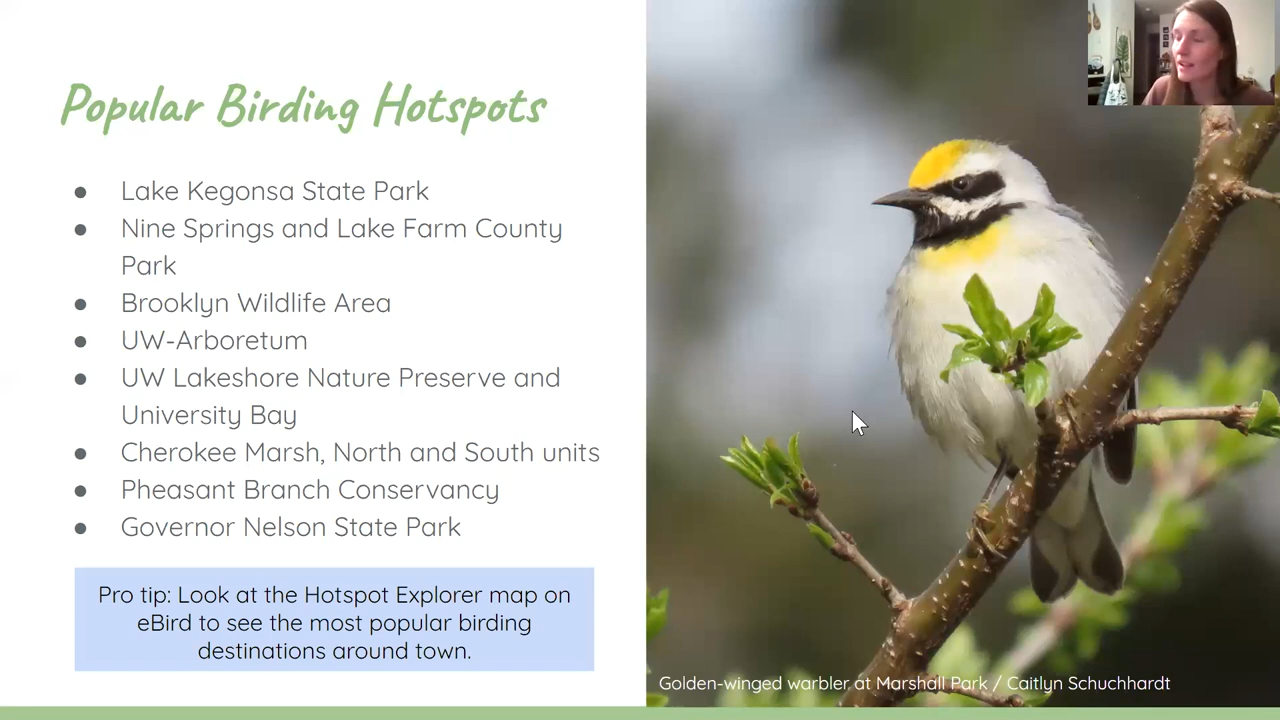 Popular Birding Hotspots
● Lake Kegonsa State Park
● Nine Springs and Lake Farm County
Park
● Brooklyn Wildlife Area
● UW-Arboretum
● UW Lakeshore Nature Preserve and
University Bay
● Cherokee Marsh, North and South units
● Pheasant Branch Conservancy
● Governor Nelson State Park
Pro tip: Look at the Hotspot Explorer map on
eBird to see the most popular birding
destinations around town.
Golden-winged warbler at Marshall Park / Caitlyn Schuchhardt